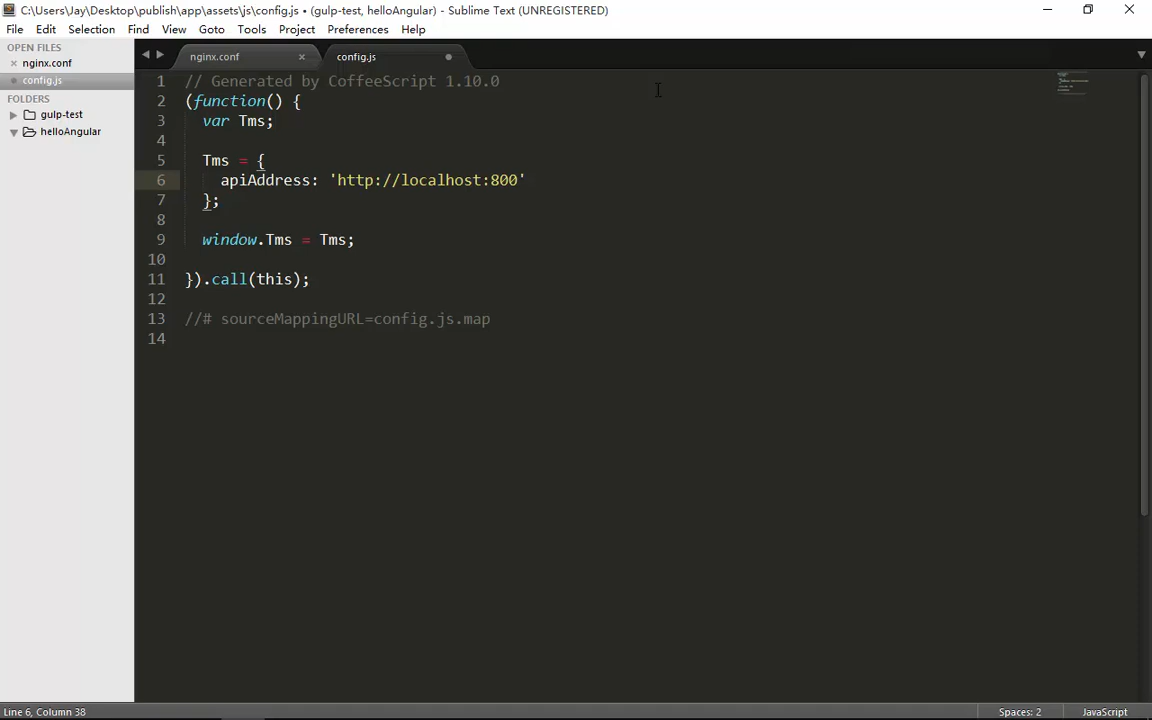 C:\Users\Jay\Desktop\publish\app\assets\js\config.js • (gulp-test, helloAngular) - Sublime Text (UNREGISTERED)
File Edit Selection Find View Goto Tools Project Preferences Help
OPEN FILES
nginx.conf
config.js
FOLDERS
gulp-test
helloAngular
nginx.conf config.js
1 // Generated by CoffeeScript 1.10.0
2 (function() {
3 var Tms;
4
5 Tms = {
6 apiAddress: 'http://localhost:800'
7 };
8
9 window.Tms = Tms;
10
11 }).call(this);
12
13 //# sourceMappingURL=config.js.map
14
Line 6, Column 38 Spaces: 2 JavaScript